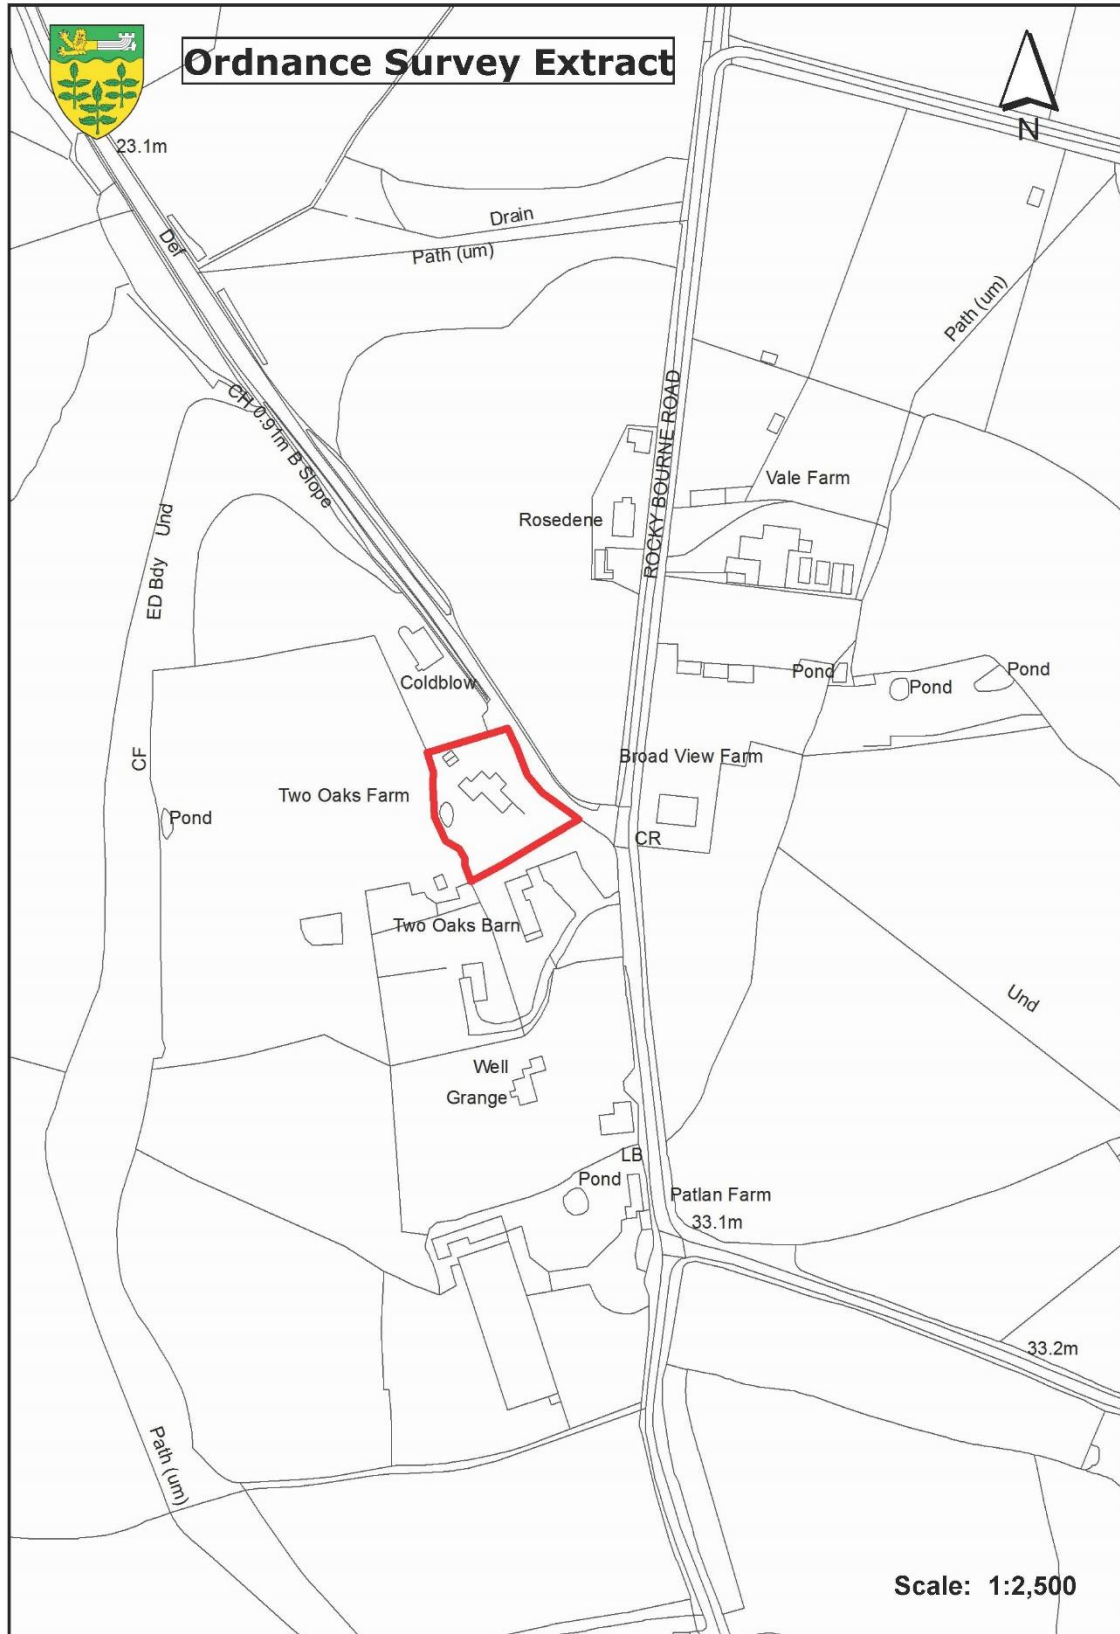 Ordnance Survey Extract
N
23.1m
Def
Drain
Path (um)
Path (um)
CH 0.91m B Slope
ROCKY BOURNE ROAD
Vale Farm
Rosedene
ED Bdy Und
Coldblow
Pond
Pond
Pond
CF
Broad View Farm
Two Oaks Farm
Pond
CR
Two Oaks Barn
Und
Well
Grange
LB
Pond
Patlan Farm
33.1m
33.2m
Path (um)
Scale: 1:2,500